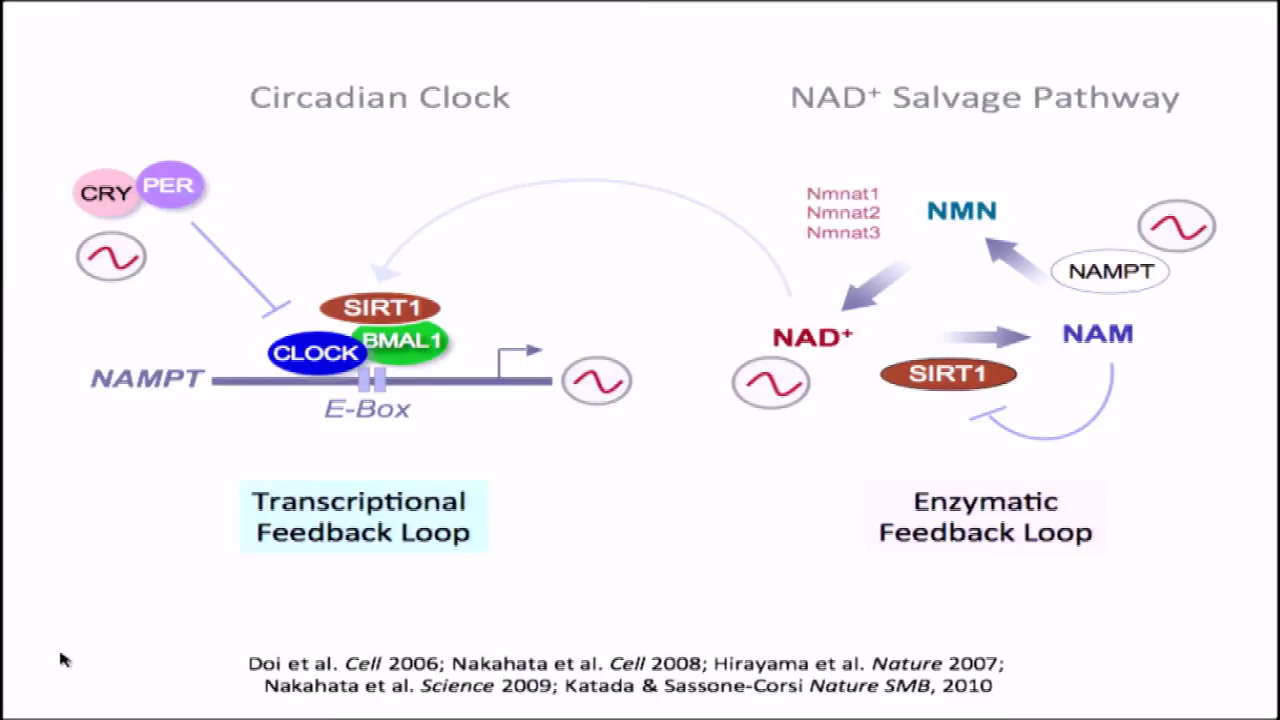 Circadian Clock
NAD⁺ Salvage Pathway
CRY
PER
Nmnat1
Nmnat2
Nmnat3
NMN
NAMPT
SIRT1
BMAL1
CLOCK
NAMPT
E-Box
NAD⁺
NAM
SIRT1
Transcriptional
Feedback Loop
Enzymatic
Feedback Loop
Doi et al. Cell 2006; Nakahata et al. Cell 2008; Hirayama et al. Nature 2007;
Nakahata et al. Science 2009; Katada & Sassone-Corsi Nature SMB, 2010